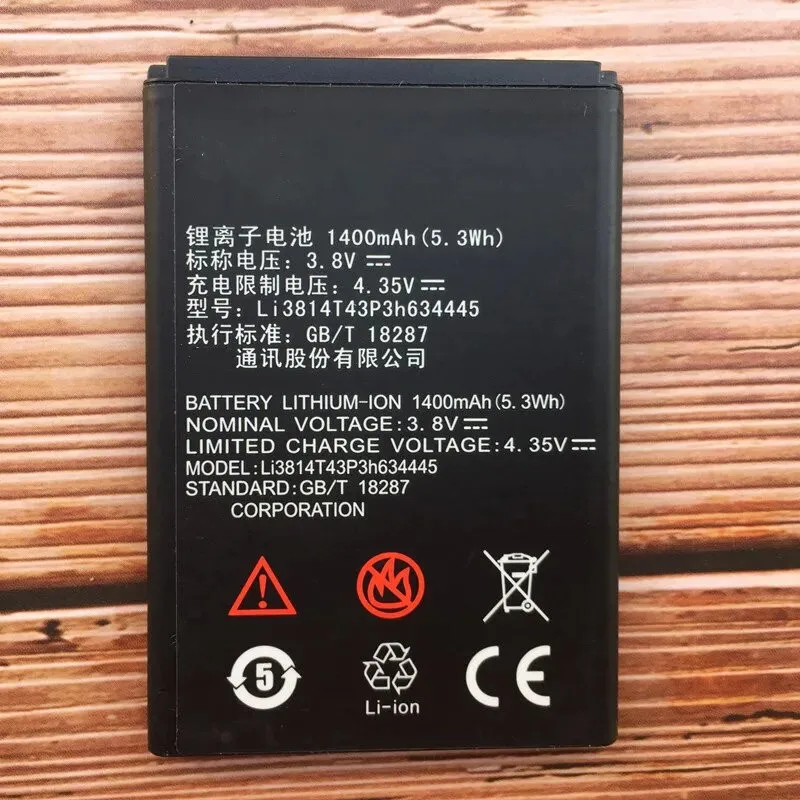 锂离子电池 1400mAh(5.3Wh)
标称电压: 3.8V
充电限制电压: 4.35V
型号: Li3814T43P3h634445
执行标准: GB/T 18287
通讯股份有限公司
BATTERY LITHIUM-ION 1400mAh(5.3Wh)
NOMINAL VOLTAGE:3.8V
LIMITED CHARGE VOLTAGE:4.35V
MODEL:Li3814T43P3h634445
STANDARD:GB/T 18287
CORPORATION
5
Li-ion
CE